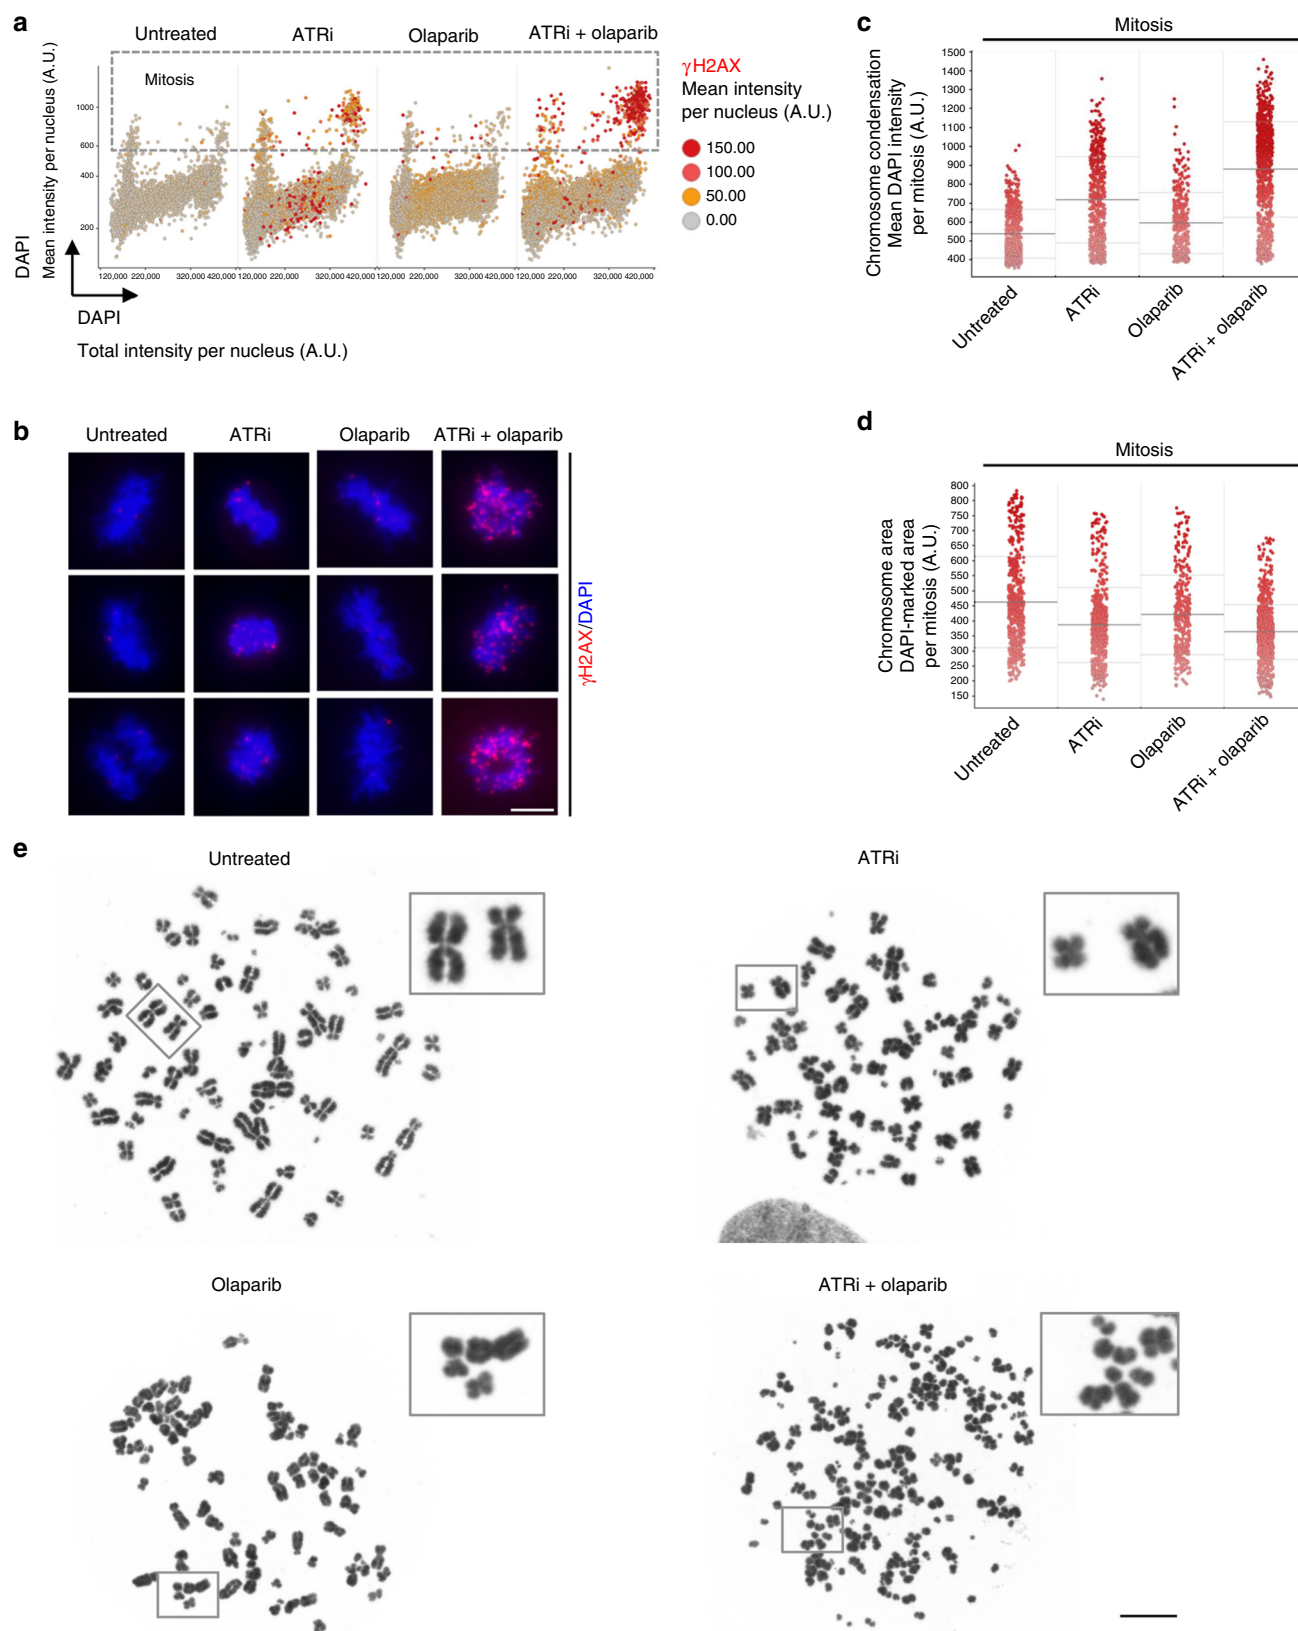 a
Untreated
ATRi
Olaparib
ATRi + olaparib
Mitosis
DAPI
Mean intensity per nucleus (A.U.)
1000
600
400
200
120,000 220,000 320,000 420,000
120,000 220,000 320,000 420,000
120,000 220,000 320,000 420,000
120,000 220,000 320,000 420,000
DAPI
Total intensity per nucleus (A.U.)
γH2AX
Mean intensity
per nucleus (A.U.)
150.00
100.00
50.00
0.00
b
Untreated
ATRi
Olaparib
ATRi + olaparib
γH2AX/DAPI
c
Mitosis
Chromosome condensation
Mean DAPI intensity
per mitosis (A.U.)
1500
1400
1300
1200
1100
1000
900
800
700
600
500
400
Untreated
ATRi
Olaparib
ATRi + olaparib
d
Mitosis
Chromosome area
DAPI-marked area
per mitosis (A.U.)
800
750
700
650
600
550
500
450
400
350
300
250
200
150
Untreated
ATRi
Olaparib
ATRi + olaparib
e
Untreated
ATRi
Olaparib
ATRi + olaparib